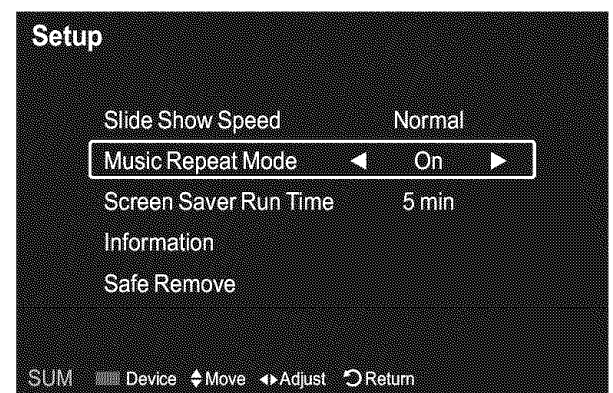 Setup
Slide Show Speed Normal
Music Repeat Mode ◀ On ▶
Screen Saver Run Time 5 min
Information
Safe Remove
SUM Device Move Adjust Return